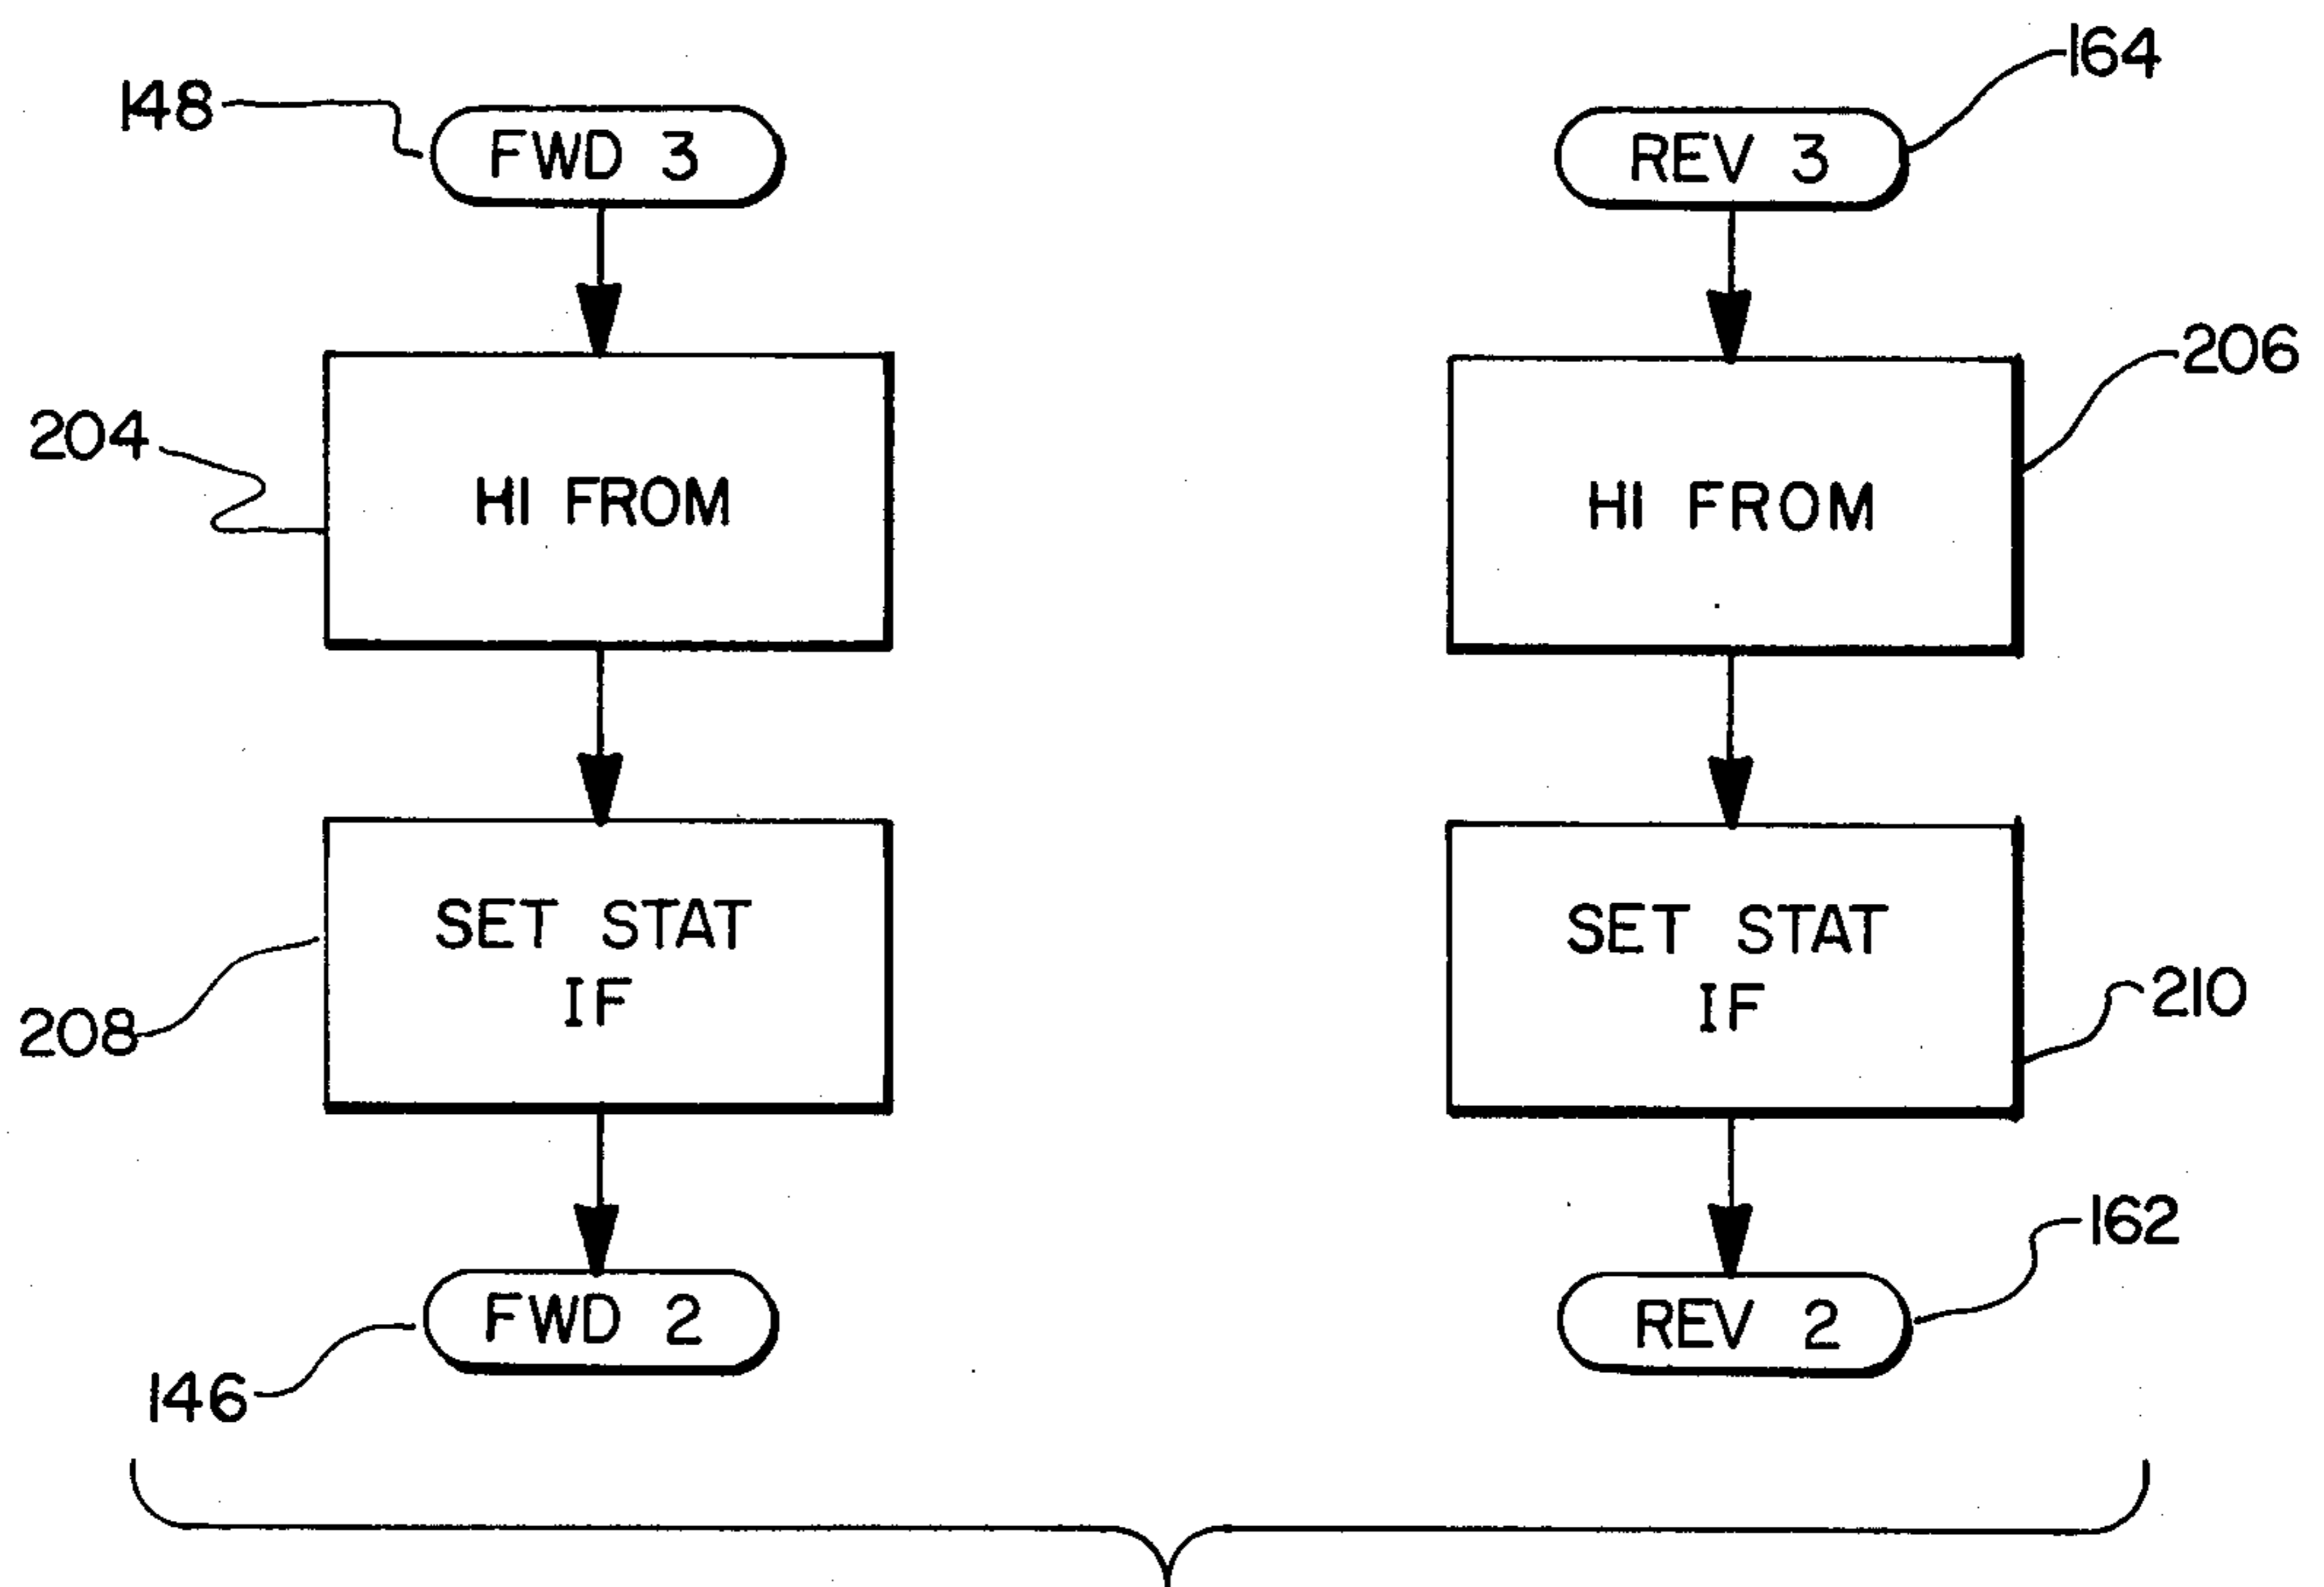 148
FWD 3
204
HI FROM
208
SET STAT
IF
FWD 2
146
164
REV 3
206
HI FROM
SET STAT
IF
210
162
REV 2